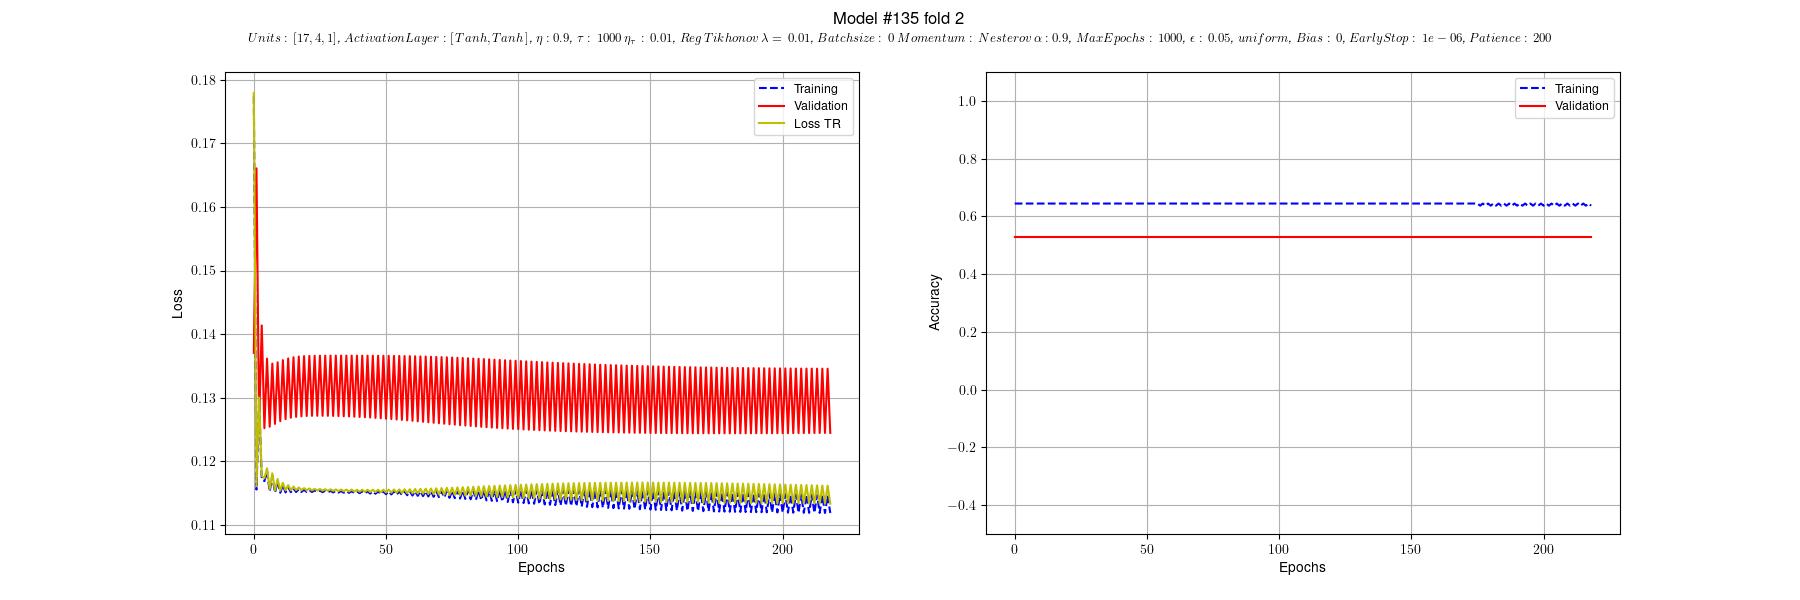 Model #135 fold 2
Units : [17, 4, 1], ActivationLayer : [Tanh, Tanh], η : 0.9, τ : 1000 ητ : 0.01, Reg Tikhonov λ = 0.01, Batchsize : 0 Momentum : Nesterov α : 0.9, MaxEpochs : 1000, ϵ : 0.05, uniform, Bias : 0, EarlyStop : 1e − 06, Patience : 200
0.18
0.17
0.16
0.15
0.14
0.13
0.12
0.11
Loss
Training
Validation
Loss TR
0 50 100 150 200
Epochs
1.0
0.8
0.6
0.4
0.2
0.0
−0.2
−0.4
Accuracy
Training
Validation
0 50 100 150 200
Epochs